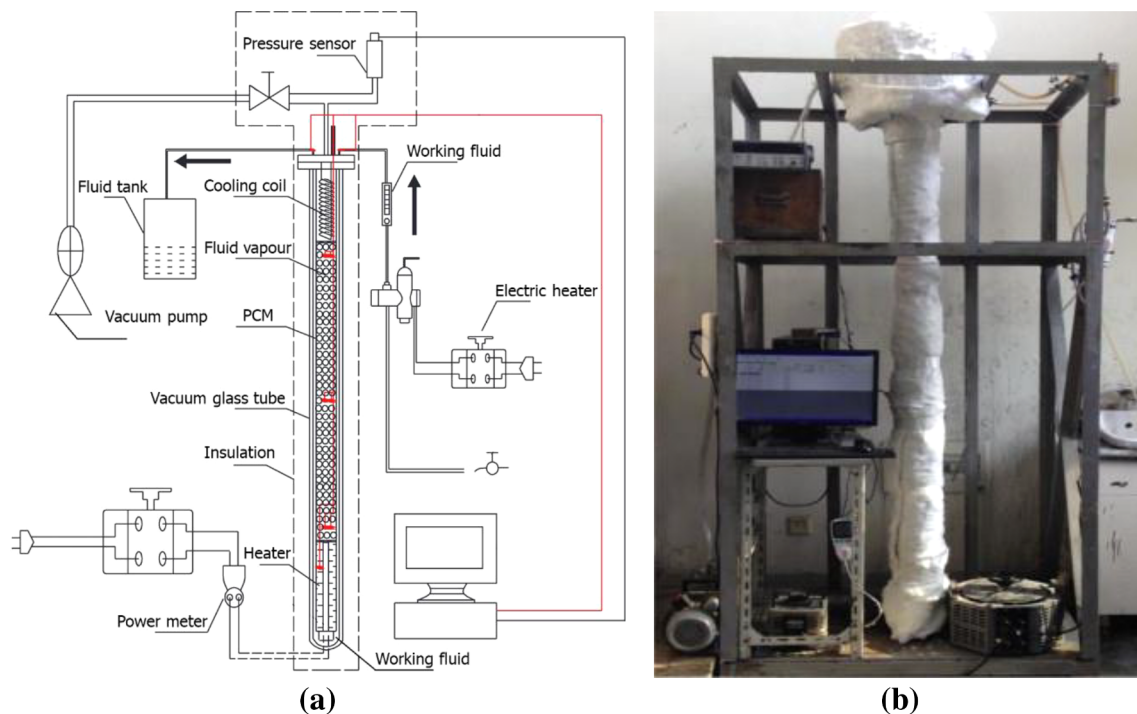 Pressure sensor
Working fluid
Fluid tank
Cooling coil
Fluid vapour
Electric heater
Vacuum pump
PCM
Vacuum glass tube
Insulation
Heater
Power meter
Working fluid
(a)
(b)